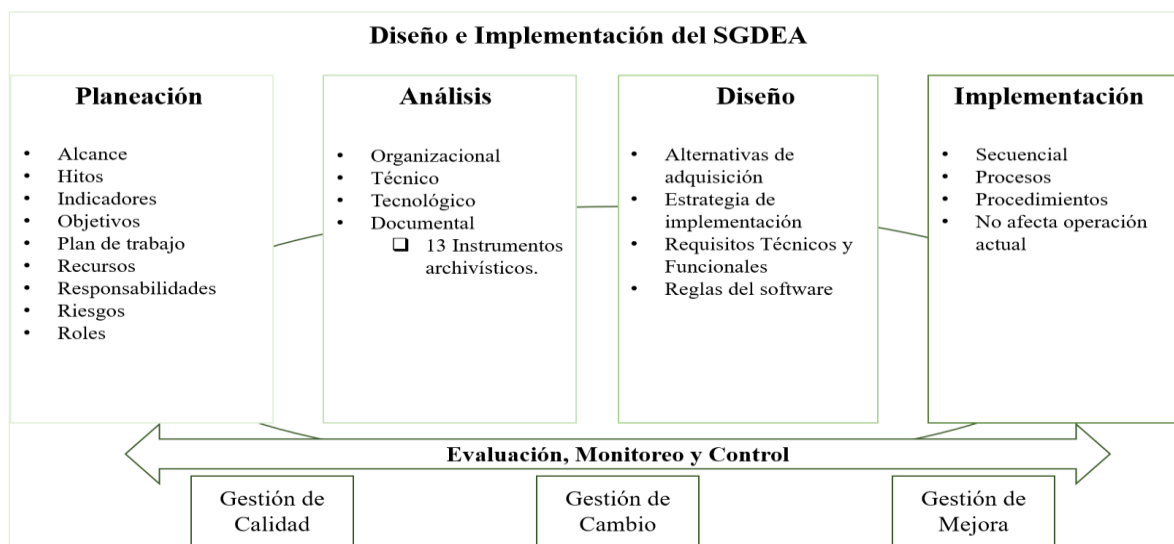 Diseño e Implementación del SGDEA
Planeación
• Alcance
• Hitos
• Indicadores
• Objetivos
• Plan de trabajo
• Recursos
• Responsabilidades
• Riesgos
• Roles
Análisis
• Organizacional
• Técnico
• Tecnológico
• Documental
❑ 13 Instrumentos
archivísticos.
Diseño
• Alternativas de
adquisición
• Estrategia de
implementación
• Requisitos Técnicos y
Funcionales
• Reglas del software
Implementación
• Secuencial
• Procesos
• Procedimientos
• No afecta operación
actual
Evaluación, Monitoreo y Control
Gestión de
Calidad
Gestión de
Cambio
Gestión de
Mejora